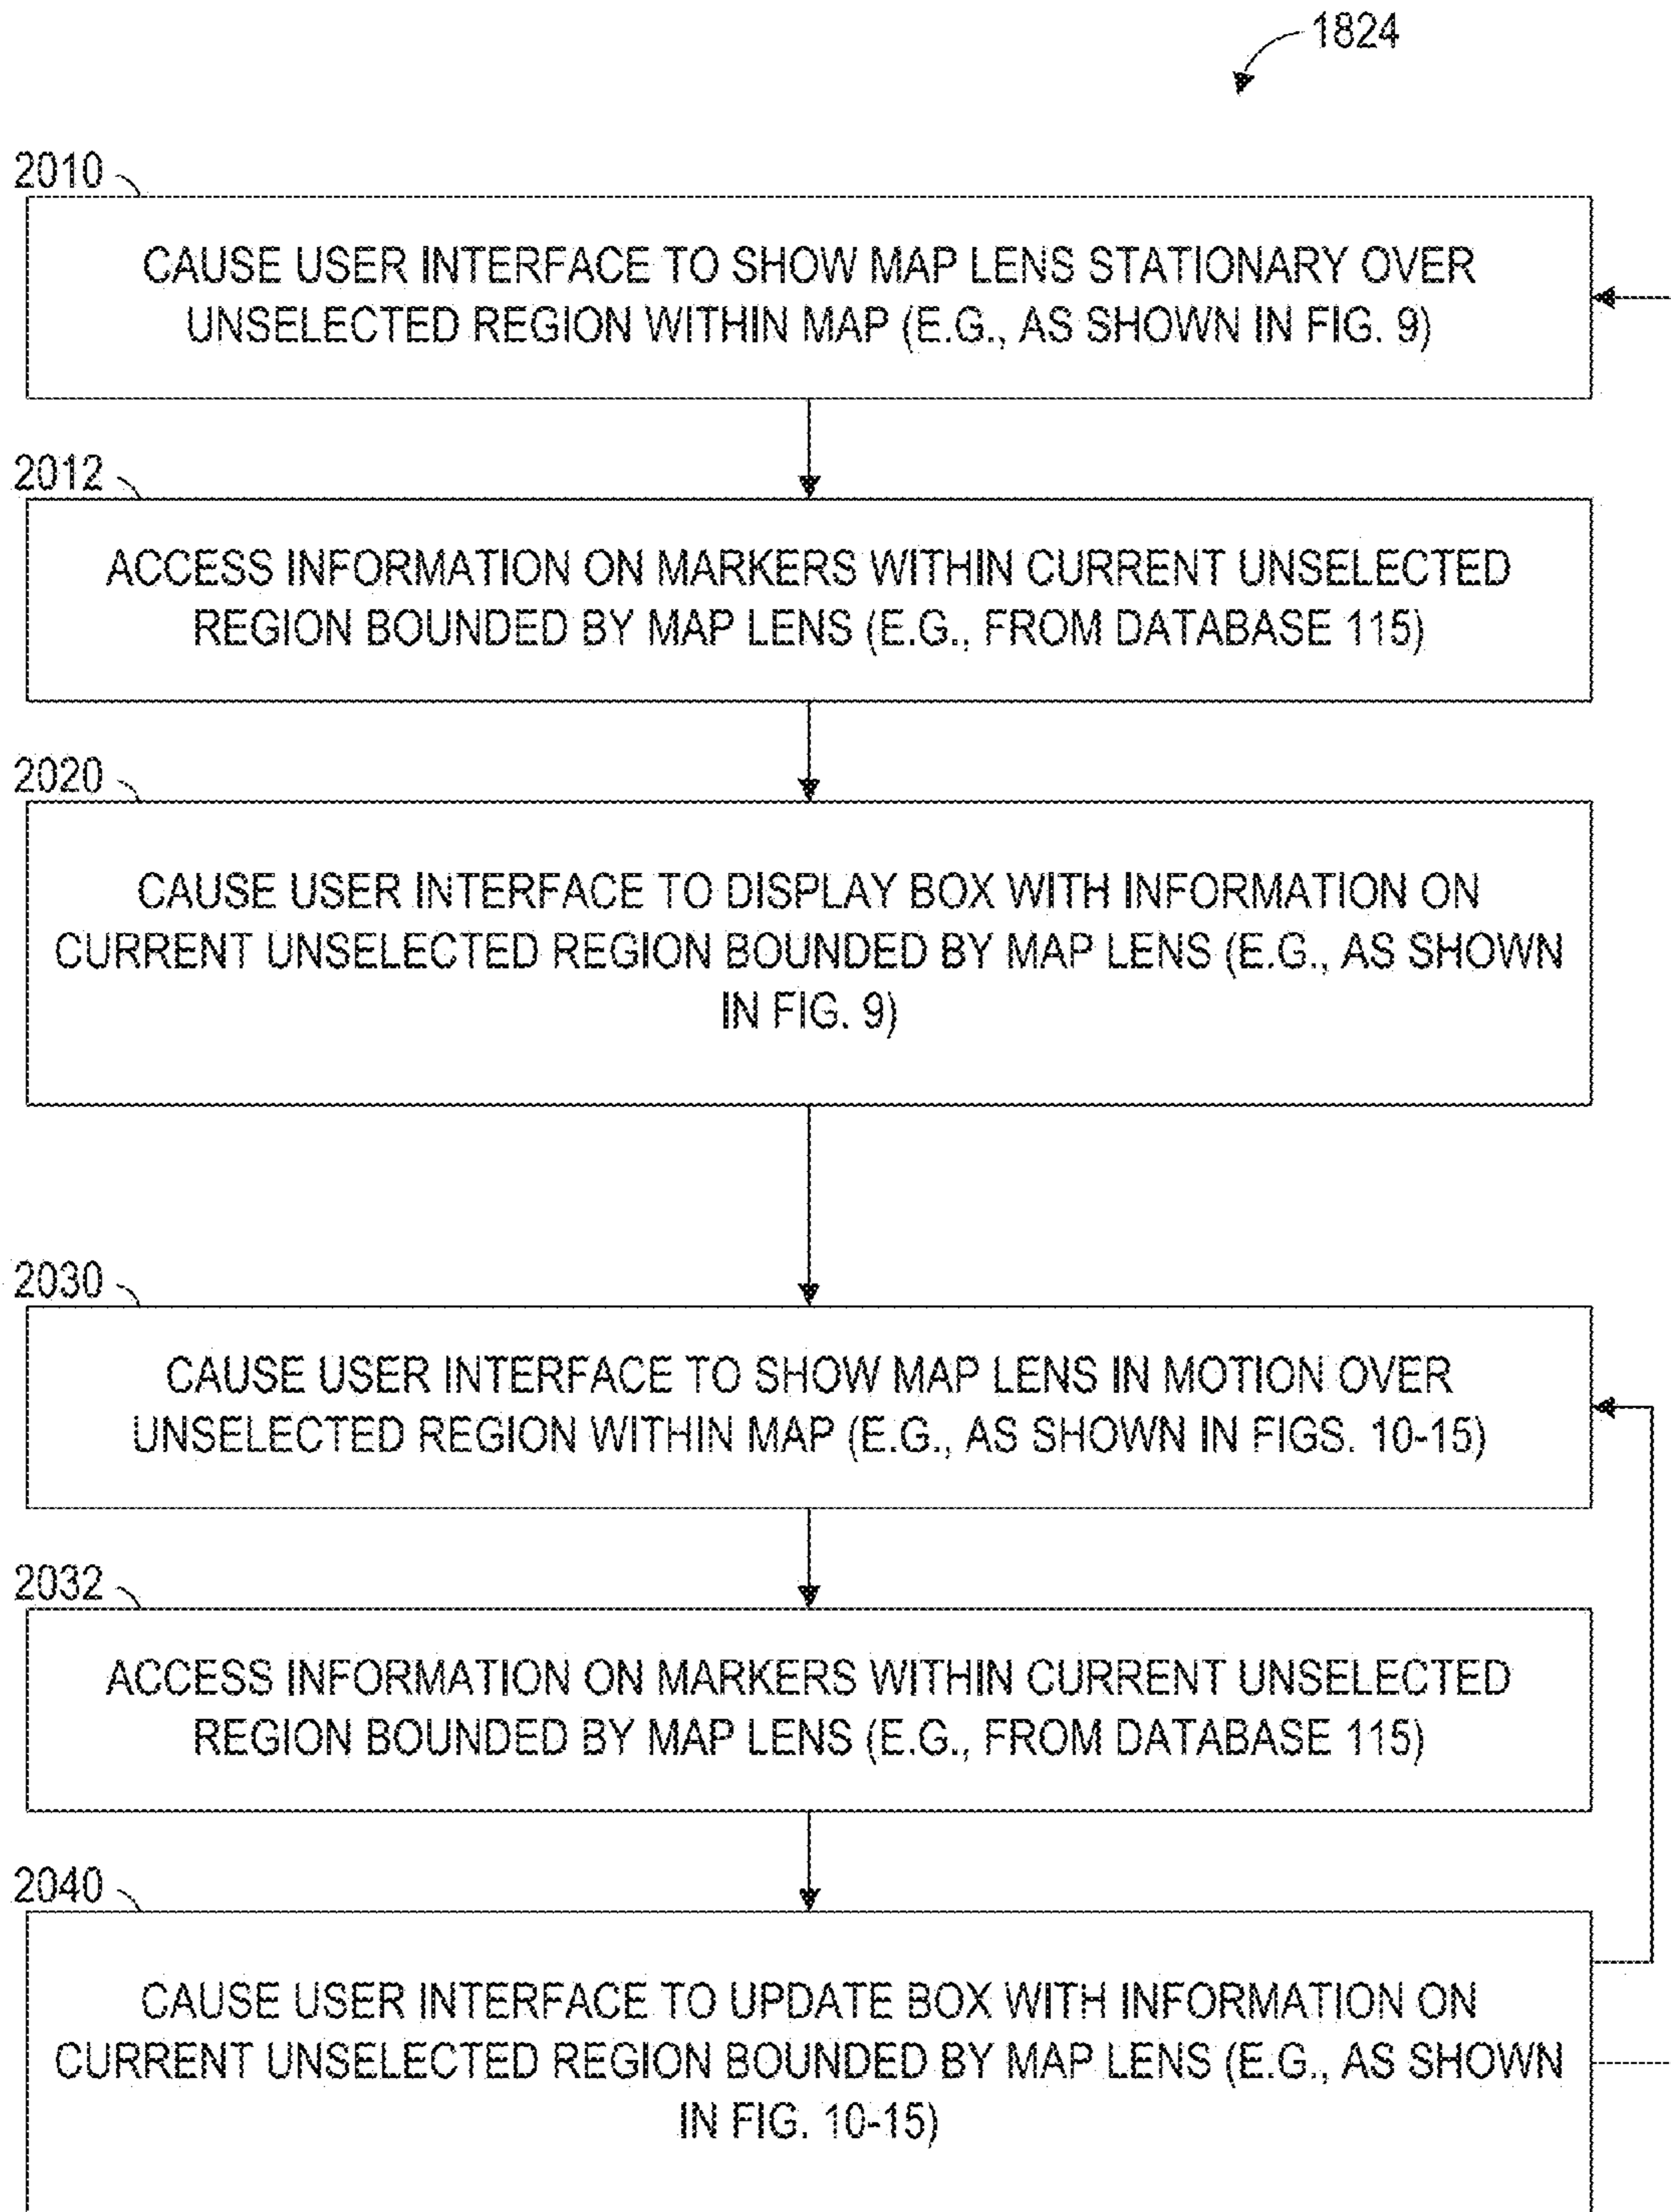 1824
2010
CAUSE USER INTERFACE TO SHOW MAP LENS STATIONARY OVER
UNSELECTED REGION WITHIN MAP (E.G., AS SHOWN IN FIG. 9)
2012
ACCESS INFORMATION ON MARKERS WITHIN CURRENT UNSELECTED
REGION BOUNDED BY MAP LENS (E.G., FROM DATABASE 115)
2020
CAUSE USER INTERFACE TO DISPLAY BOX WITH INFORMATION ON
CURRENT UNSELECTED REGION BOUNDED BY MAP LENS (E.G., AS SHOWN
IN FIG. 9)
2030
CAUSE USER INTERFACE TO SHOW MAP LENS IN MOTION OVER
UNSELECTED REGION WITHIN MAP (E.G., AS SHOWN IN FIGS. 10-15)
2032
ACCESS INFORMATION ON MARKERS WITHIN CURRENT UNSELECTED
REGION BOUNDED BY MAP LENS (E.G., FROM DATABASE 115)
2040
CAUSE USER INTERFACE TO UPDATE BOX WITH INFORMATION ON
CURRENT UNSELECTED REGION BOUNDED BY MAP LENS (E.G., AS SHOWN
IN FIG. 10-15)